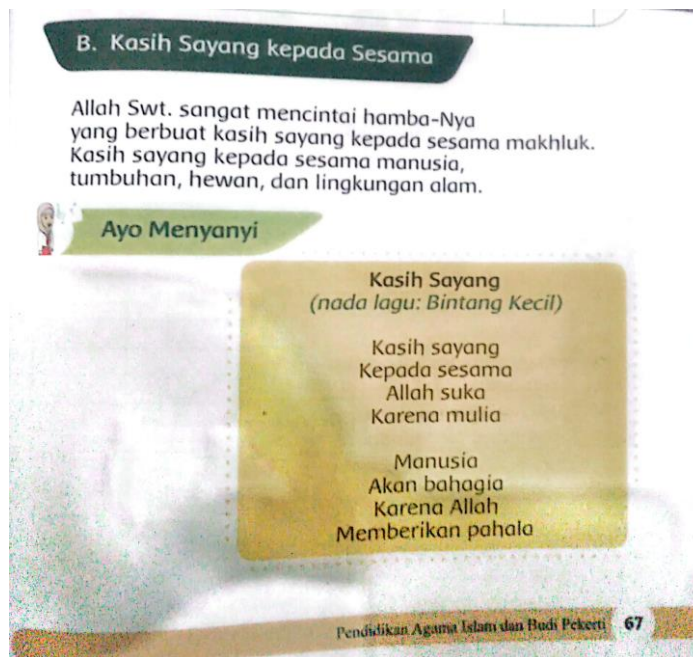 B. Kasih Sayang kepada Sesama
Allah Swt. sangat mencintai hamba-Nya
yang berbuat kasih sayang kepada sesama makhluk.
Kasih sayang kepada sesama manusia,
tumbuhan, hewan, dan lingkungan alam.
Ayo Menyanyi
Kasih Sayang
(nada lagu: Bintang Kecil)
Kasih sayang
Kepada sesama
Allah suka
Karena mulia
Manusia
Akan bahagia
Karena Allah
Memberikan pahala
Pendidikan Agama Islam dan Budi Pekerti 67